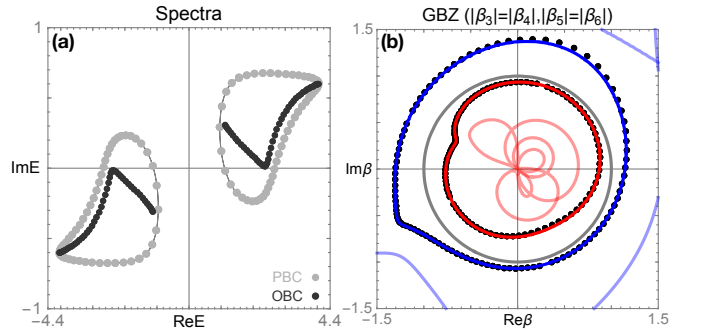 Spectra
GBZ (|β3|=|β4|,|β5|=|β6|)
1
(a)
ImE
PBC
OBC
−1
−4.4
ReE
4.4
1.5
(b)
Imβ
−1.5
−1.5
Reβ
1.5